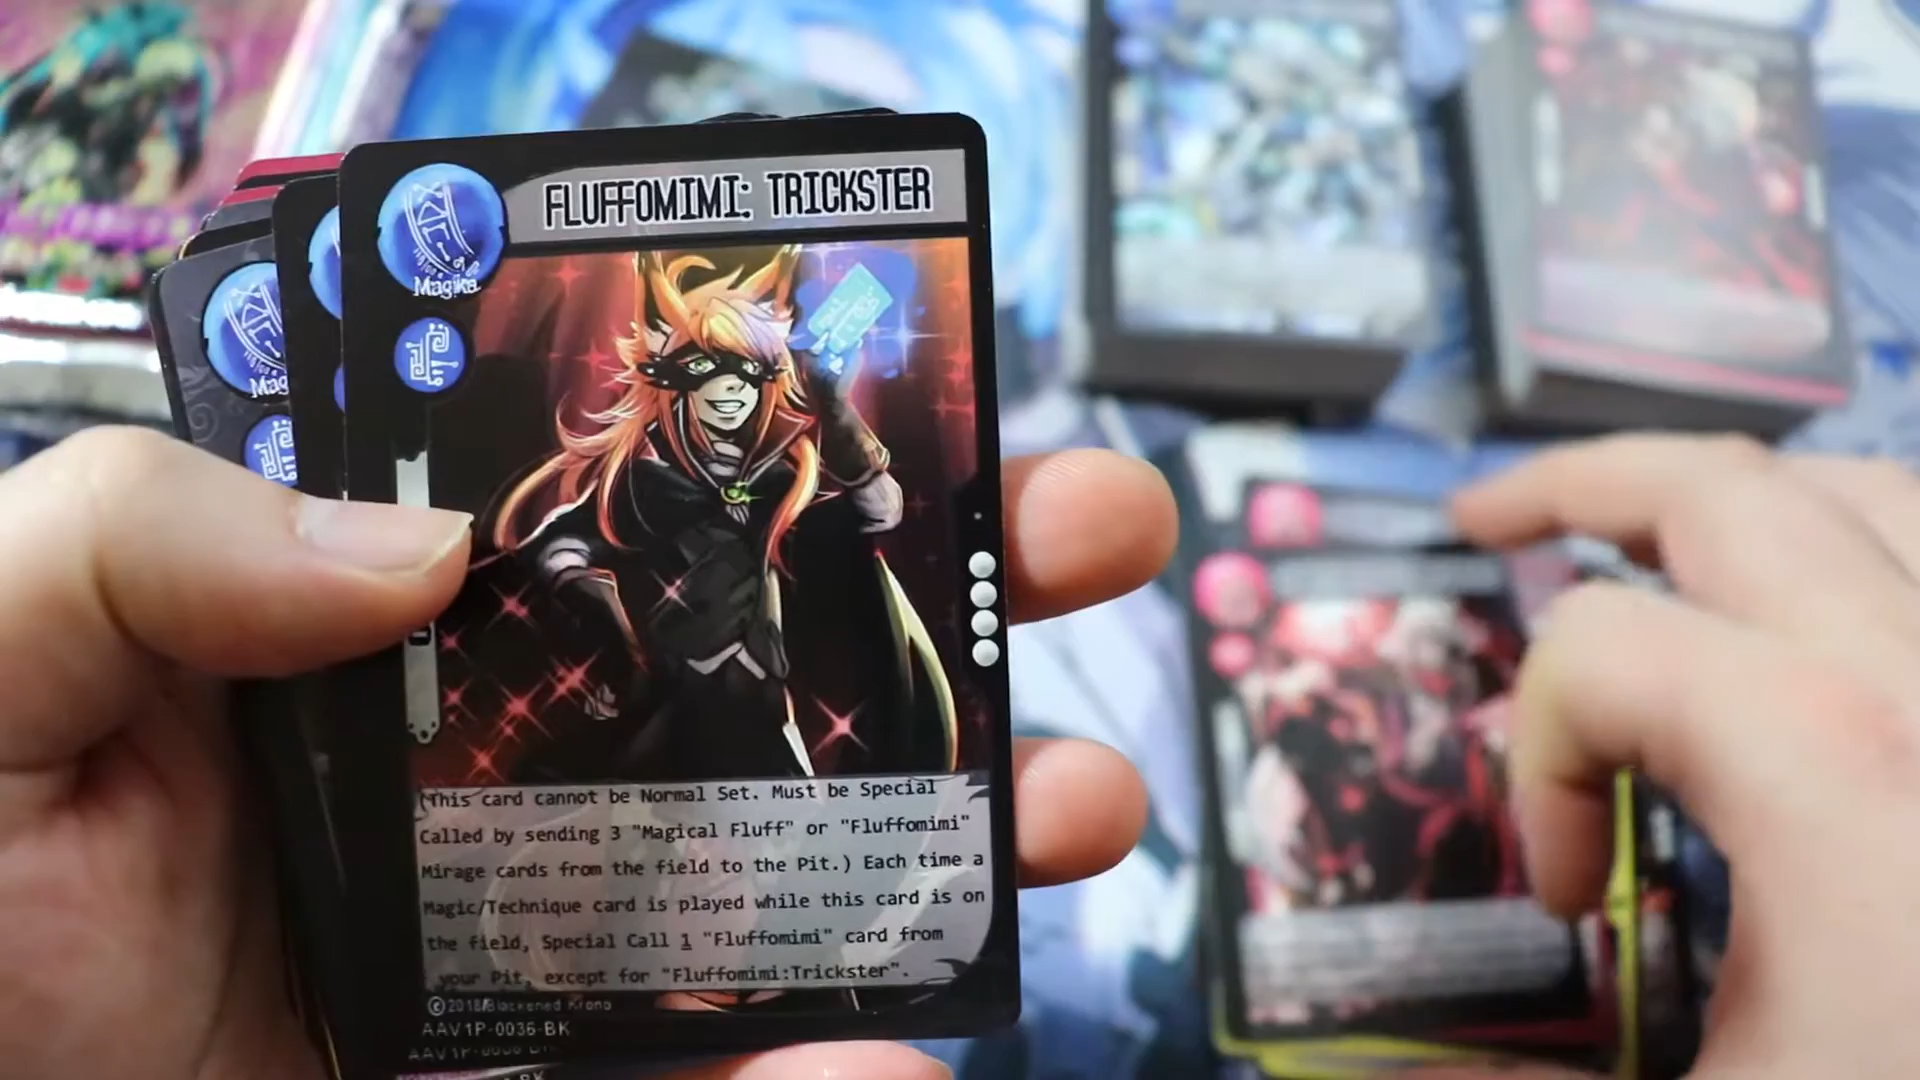 FLUFFOMIMI: TRICKSTER
Magika
Mag
(This card cannot be Normal Set. Must be Special
Called by sending 3 "Magical Fluff" or "Fluffomimi"
Mirage cards from the field to the Pit.) Each time a
Magic/Technique card is played while this card is on
the field, Special Call 1 "Fluffomimi" card from
your Pit, except for "Fluffomimi:Trickster".
©2018 Blackened Krono
AAV1P-0036-BK